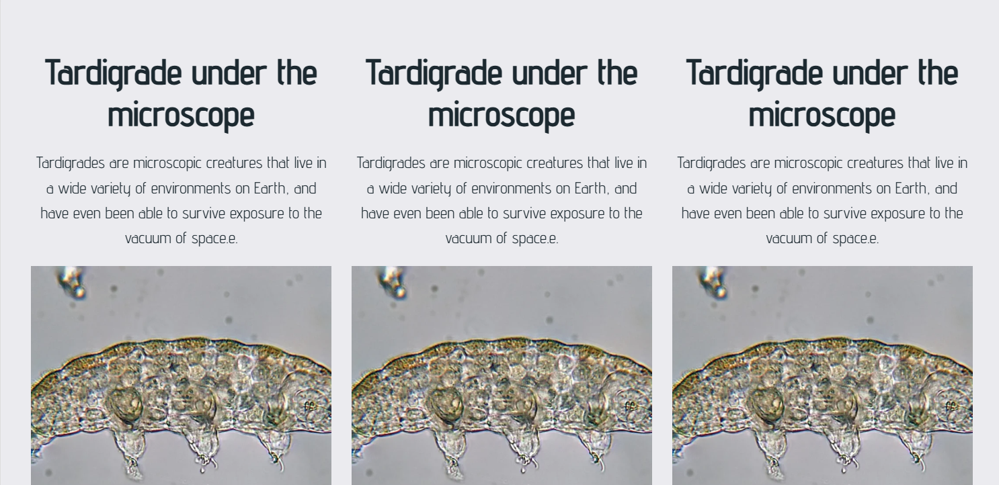 Tardigrade under the
microscope
Tardigrades are microscopic creatures that live in
a wide variety of environments on Earth, and
have even been able to survive exposure to the
vacuum of space.e.
Tardigrade under the
microscope
Tardigrades are microscopic creatures that live in
a wide variety of environments on Earth, and
have even been able to survive exposure to the
vacuum of space.e.
Tardigrade under the
microscope
Tardigrades are microscopic creatures that live in
a wide variety of environments on Earth, and
have even been able to survive exposure to the
vacuum of space.e.